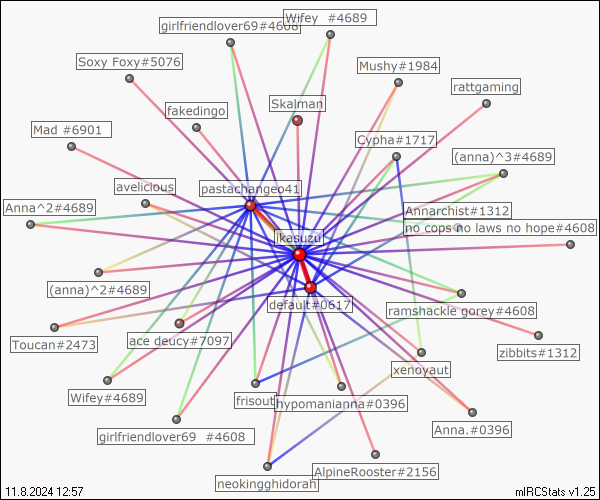 girlfriendlover69#4608
Wifey #4689
Soxy Foxy#5076
Mushy#1984
rattgaming
Skalman
fakedingo
Mad #6901
Cypha#1717
(anna)^3#4689
avelicious
pastachangeo41
Anna^2#4689
Annarchist#1312
no cops no laws no hope#4608
ikasuzu
(anna)^2#4689
default#0617
ramshackle gorey#4608
Toucan#2473
ace deucy#7097
zibbits#1312
xenoyaut
Wifey#4689
frisout
hypomanianna#0396
girlfriendlover69 #4608
Anna.#0396
AlpineRooster#2156
neokingghidorah
11.8.2024 12:57
mIRCStats v1.25